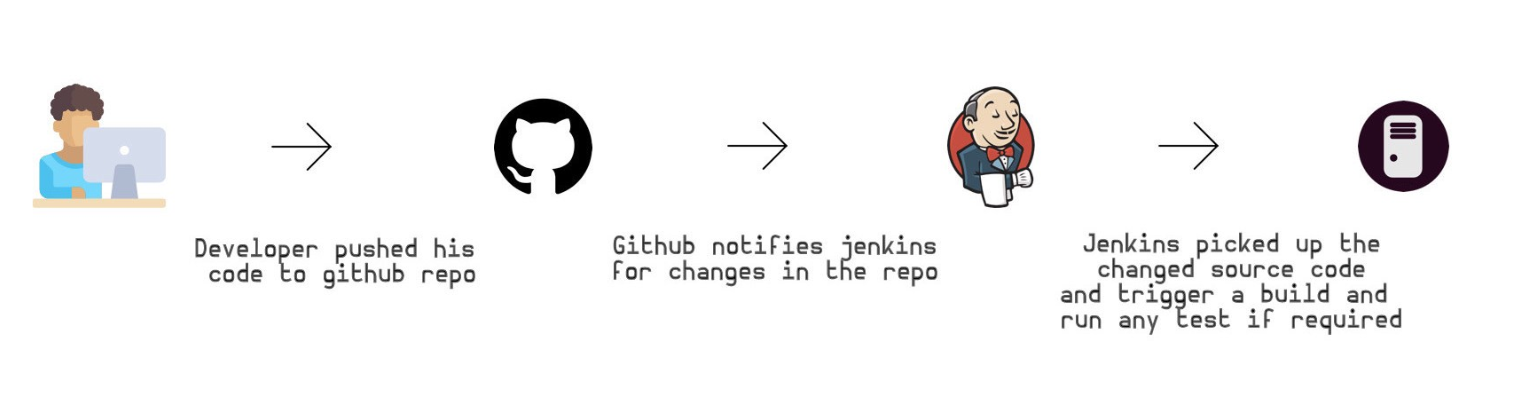 Developer pushed his
code to github repo
Github notifies jenkins
for changes in the repo
Jenkins picked up the
changed source code
and trigger a build and
run any test if required